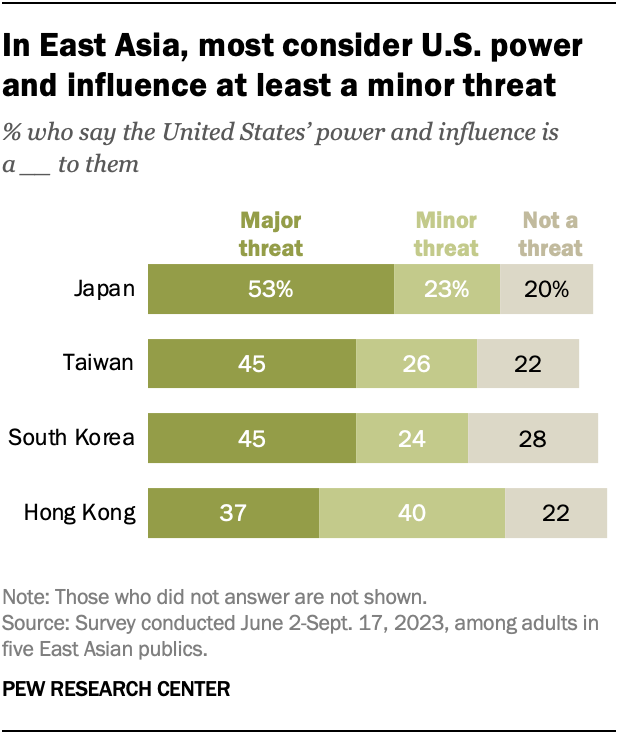 In East Asia, most consider U.S. power
and influence at least a minor threat
% who say the United States’ power and influence is
a __ to them
Major threat Minor threat Not a threat
Japan 53% 23% 20%
Taiwan 45 26 22
South Korea 45 24 28
Hong Kong 37 40 22
Note: Those who did not answer are not shown.
Source: Survey conducted June 2-Sept. 17, 2023, among adults in
five East Asian publics.
PEW RESEARCH CENTER